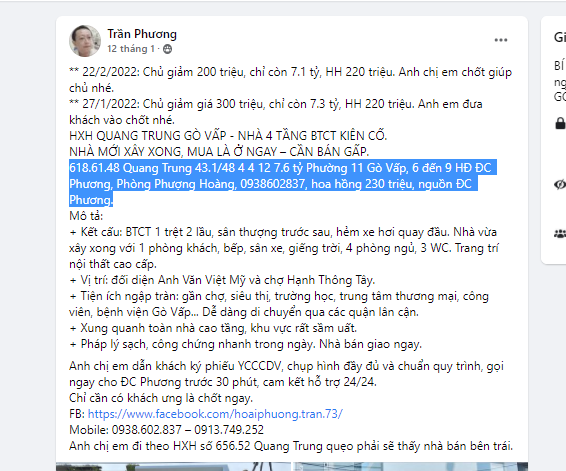 Trần Phương
12 tháng 1 ·
** 22/2/2022: Chủ giảm 200 triệu, chỉ còn 7.1 tỷ, HH 220 triệu. Anh chị em chốt giúp
chủ nhé.
** 27/1/2022: Chủ giảm giá 300 triệu, chỉ còn 7.3 tỷ, HH 220 triệu. Anh em đưa
khách vào chốt nhé.
HXH QUANG TRUNG GÒ VẤP - NHÀ 4 TẦNG BTCT KIÊN CỐ.
NHÀ MỚI XÂY XONG, MUA LÀ Ở NGAY – CẦN BÁN GẤP.
618.61.48 Quang Trung 43.1/48 4 4 12 7.6 tỷ Phường 11 Gò Vấp, 6 đến 9 HĐ ĐC
Phương, Phòng Phượng Hoàng, 0938602837, hoa hồng 230 triệu, nguồn ĐC
Phương.
Mô tả:
+ Kết cấu: BTCT 1 trệt 2 lầu, sân thượng trước sau, hẻm xe hơi quay đầu. Nhà vừa
xây xong với 1 phòng khách, bếp, sân xe, giếng trời, 4 phòng ngủ, 3 WC. Trang trí
nội thất cao cấp.
+ Vị trí: đối diện Anh Văn Việt Mỹ và chợ Hạnh Thông Tây.
+ Tiện ích ngập tràn: gần chợ, siêu thị, trường học, trung tâm thương mại, công
viên, bệnh viện Gò Vấp... Dễ dàng di chuyển qua các quận lân cận.
+ Xung quanh toàn nhà cao tầng, khu vực rất sầm uất.
+ Pháp lý sạch, công chứng nhanh trong ngày. Nhà bán giao ngay.
Anh chị em dẫn khách ký phiếu YCCCDV, chụp hình đầy đủ và chuẩn quy trình, gọi
ngay cho ĐC Phương trước 30 phút, cam kết hỗ trợ 24/24.
Chỉ cần có khách ưng là chốt ngay.
FB: https://www.facebook.com/hoaiphuong.tran.73/
Mobile: 0938.602.837 – 0913.749.252
Anh chị em đi theo HXH số 656.52 Quang Trung quẹo phải sẽ thấy nhà bán bên trái.
Gi
BÍ
ng
GÒ